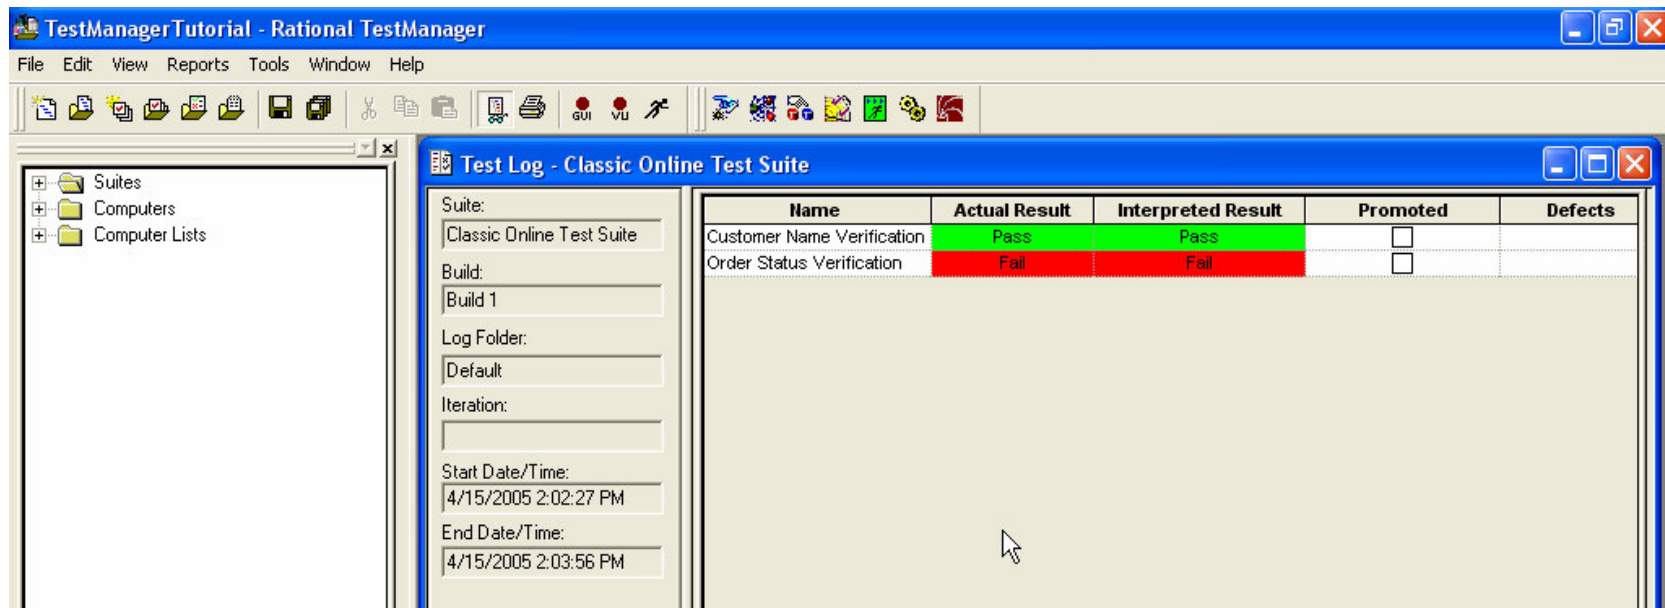 TestManagerTutorial - Rational TestManager
File Edit View Reports Tools Window Help
GUI VU
Suites
Computers
Computer Lists
Test Log - Classic Online Test Suite
Suite:
Classic Online Test Suite
Build:
Build 1
Log Folder:
Default
Iteration:
Start Date/Time:
4/15/2005 2:02:27 PM
End Date/Time:
4/15/2005 2:03:56 PM
Name Actual Result Interpreted Result Promoted Defects
Customer Name Verification Pass Pass
Order Status Verification Fail Fail